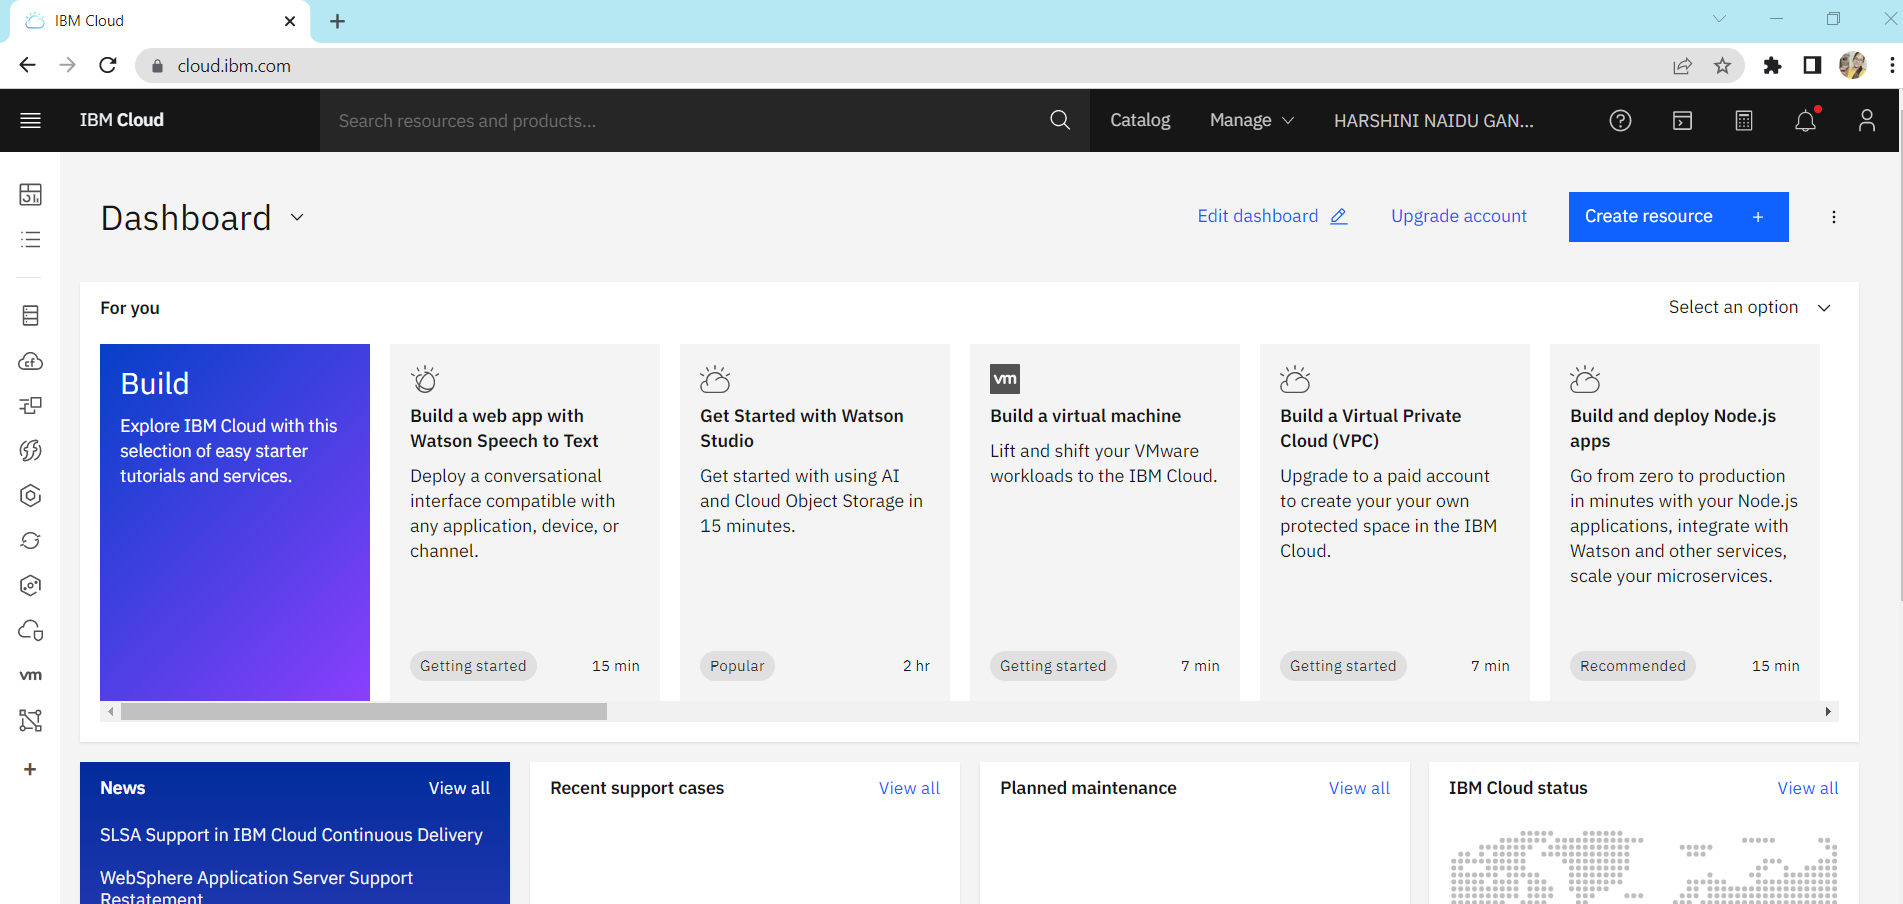 IBM Cloud
cloud.ibm.com
IBM Cloud
Search resources and products...
Catalog
Manage
HARSHINI NAIDU GAN...
Dashboard
Edit dashboard
Upgrade account
Create resource +
For you
Select an option
Build
Explore IBM Cloud with this
selection of easy starter
tutorials and services.
Build a web app with
Watson Speech to Text
Deploy a conversational
interface compatible with
any application, device, or
channel.
Getting started
15 min
Get Started with Watson
Studio
Get started with using AI
and Cloud Object Storage in
15 minutes.
Popular
2 hr
vm
Build a virtual machine
Lift and shift your VMware
workloads to the IBM Cloud.
Getting started
7 min
Build a Virtual Private
Cloud (VPC)
Upgrade to a paid account
to create your your own
protected space in the IBM
Cloud.
Getting started
7 min
Build and deploy Node.js
apps
Go from zero to production
in minutes with your Node.js
applications, integrate with
Watson and other services,
scale your microservices.
Recommended
15 min
cf
vm
News
View all
SLSA Support in IBM Cloud Continuous Delivery
WebSphere Application Server Support
Restatement
Recent support cases
View all
Planned maintenance
View all
IBM Cloud status
View all